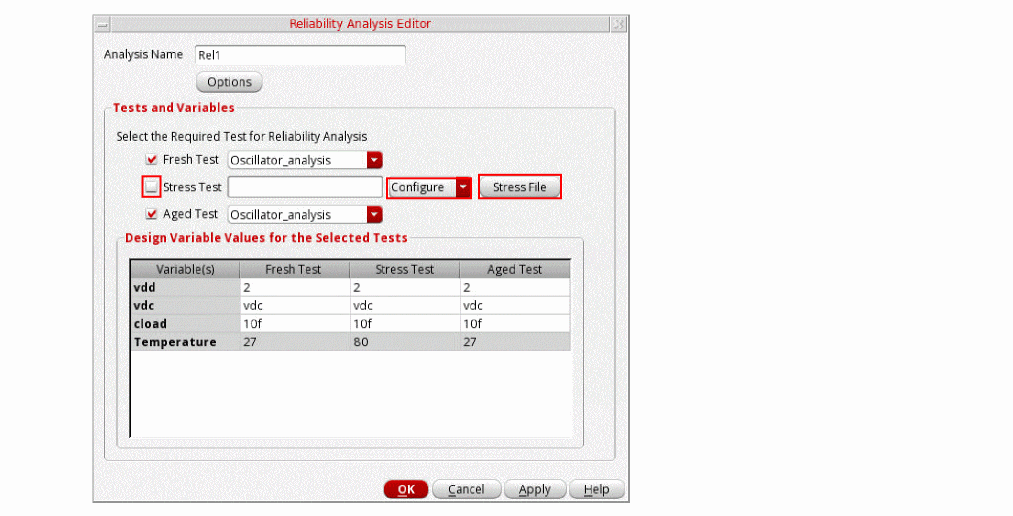 Reliability Analysis Editor
Analysis Name Rel1
Options
Tests and Variables
Select the Required Test for Reliability Analysis
Fresh Test Oscillator_analysis
Stress Test Configure Stress File
Aged Test Oscillator_analysis
Design Variable Values for the Selected Tests
Variable(s) Fresh Test Stress Test Aged Test
vdd 2 2 2
vdc vdc vdc vdc
cload 10f 10f 10f
Temperature 27 80 27
OK Cancel Apply Help